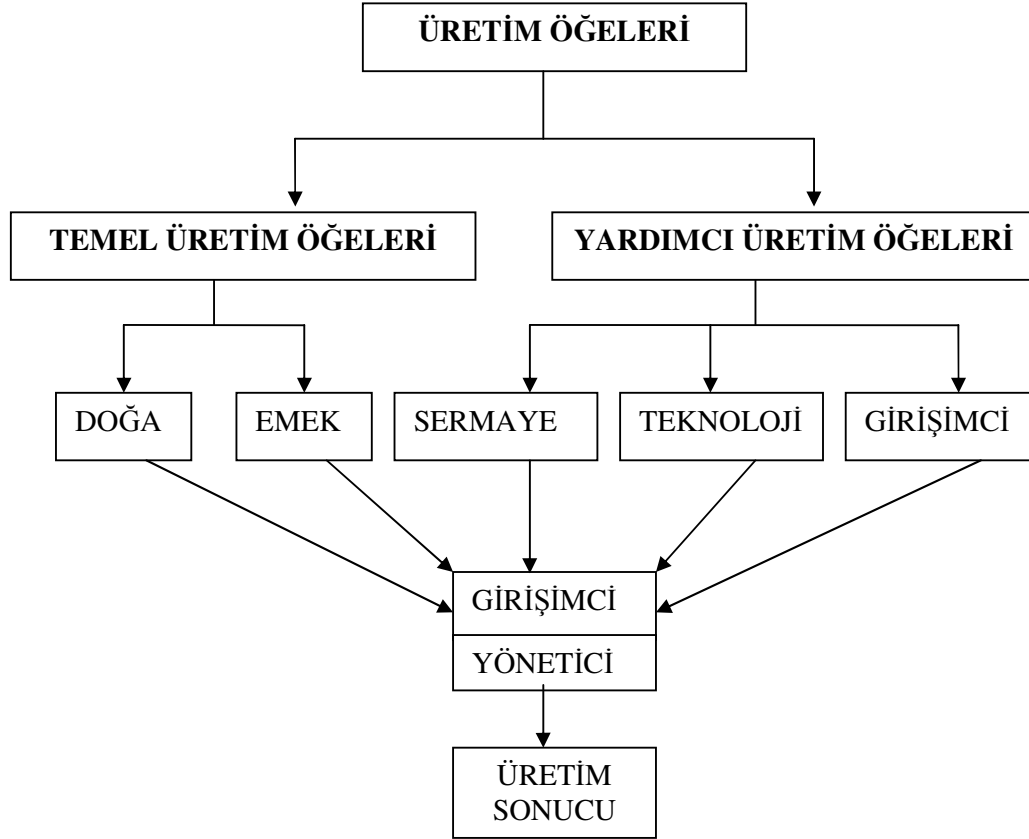 ÜRETİM ÖĞELERİ
TEMEL ÜRETİM ÖĞELERİ
YARDIMCI ÜRETİM ÖĞELERİ
DOĞA
EMEK
SERMAYE
TEKNOLOJİ
GİRİŞİMCİ
GİRİŞİMCİ
YÖNETİCİ
ÜRETİM
SONUCU